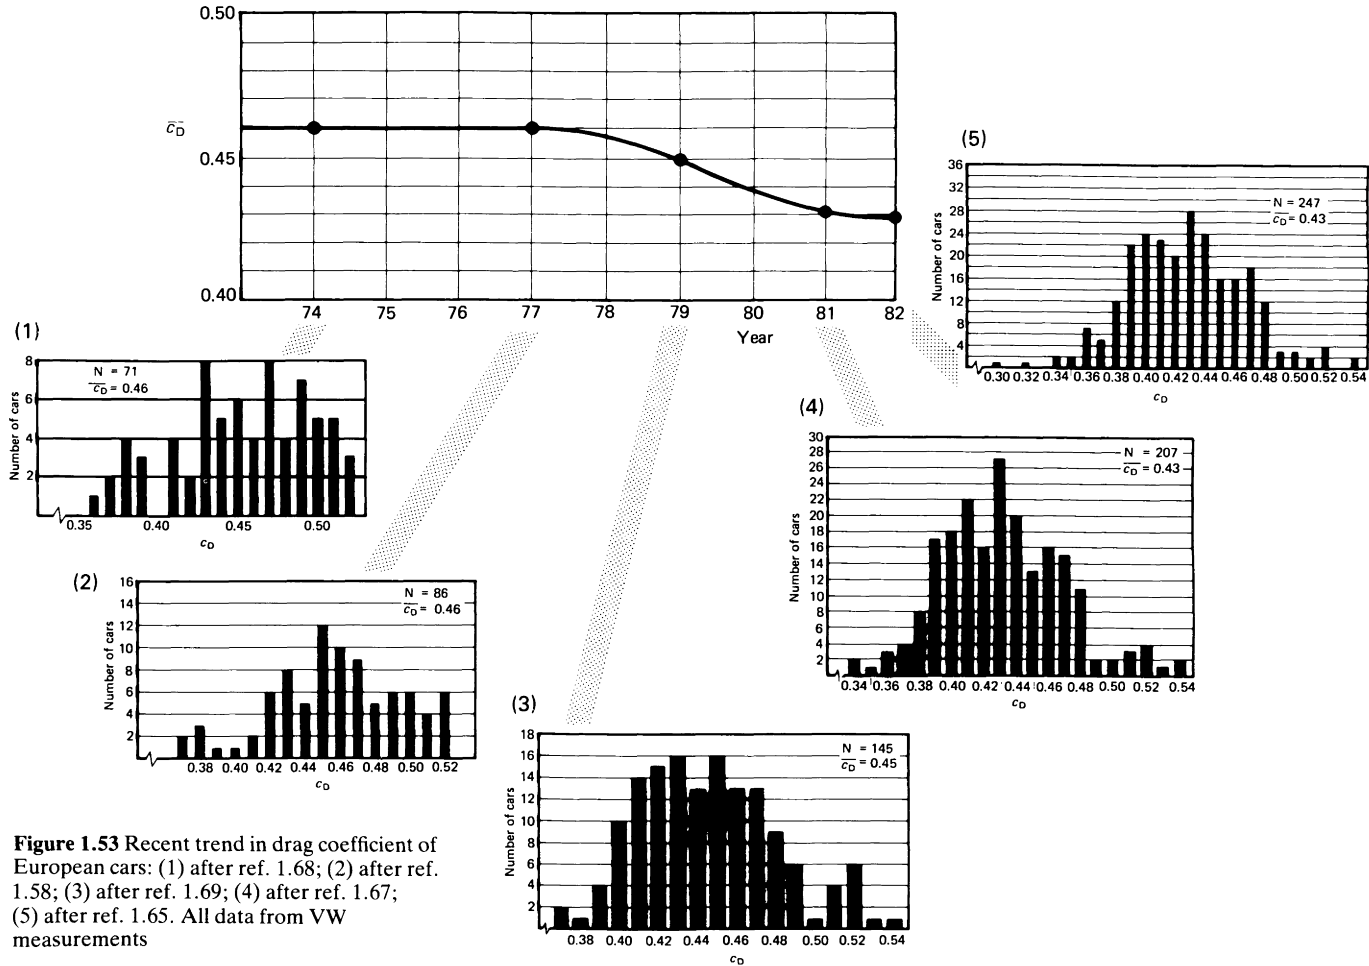 0.50
c̄D
0.45
0.40
74 75 76 77 78 79 80 81 82
Year
(1)
8
6
4
2
Number of cars
N = 71
c̄D = 0.46
0.35 0.40 0.45 0.50
cD
(2)
16
14
12
10
8
6
4
2
Number of cars
N = 86
c̄D = 0.46
0.38 0.40 0.42 0.44 0.46 0.48 0.50 0.52
cD
(3)
18
16
14
12
10
8
6
4
2
Number of cars
N = 145
c̄D = 0.45
0.38 0.40 0.42 0.44 0.46 0.48 0.50 0.52 0.54
cD
(4)
30
28
26
24
22
20
18
16
14
12
10
8
6
4
2
Number of cars
N = 207
c̄D = 0.43
0.34 0.36 0.38 0.40 0.42 0.44 0.46 0.48 0.50 0.52 0.54
cD
(5)
36
32
28
24
20
16
12
8
4
Number of cars
N = 247
c̄D = 0.43
0.30 0.32 0.34 0.36 0.38 0.40 0.42 0.44 0.46 0.48 0.50 0.52 0.54
cD
Figure 1.53 Recent trend in drag coefficient of
European cars: (1) after ref. 1.68; (2) after ref.
1.58; (3) after ref. 1.69; (4) after ref. 1.67;
(5) after ref. 1.65. All data from VW
measurements